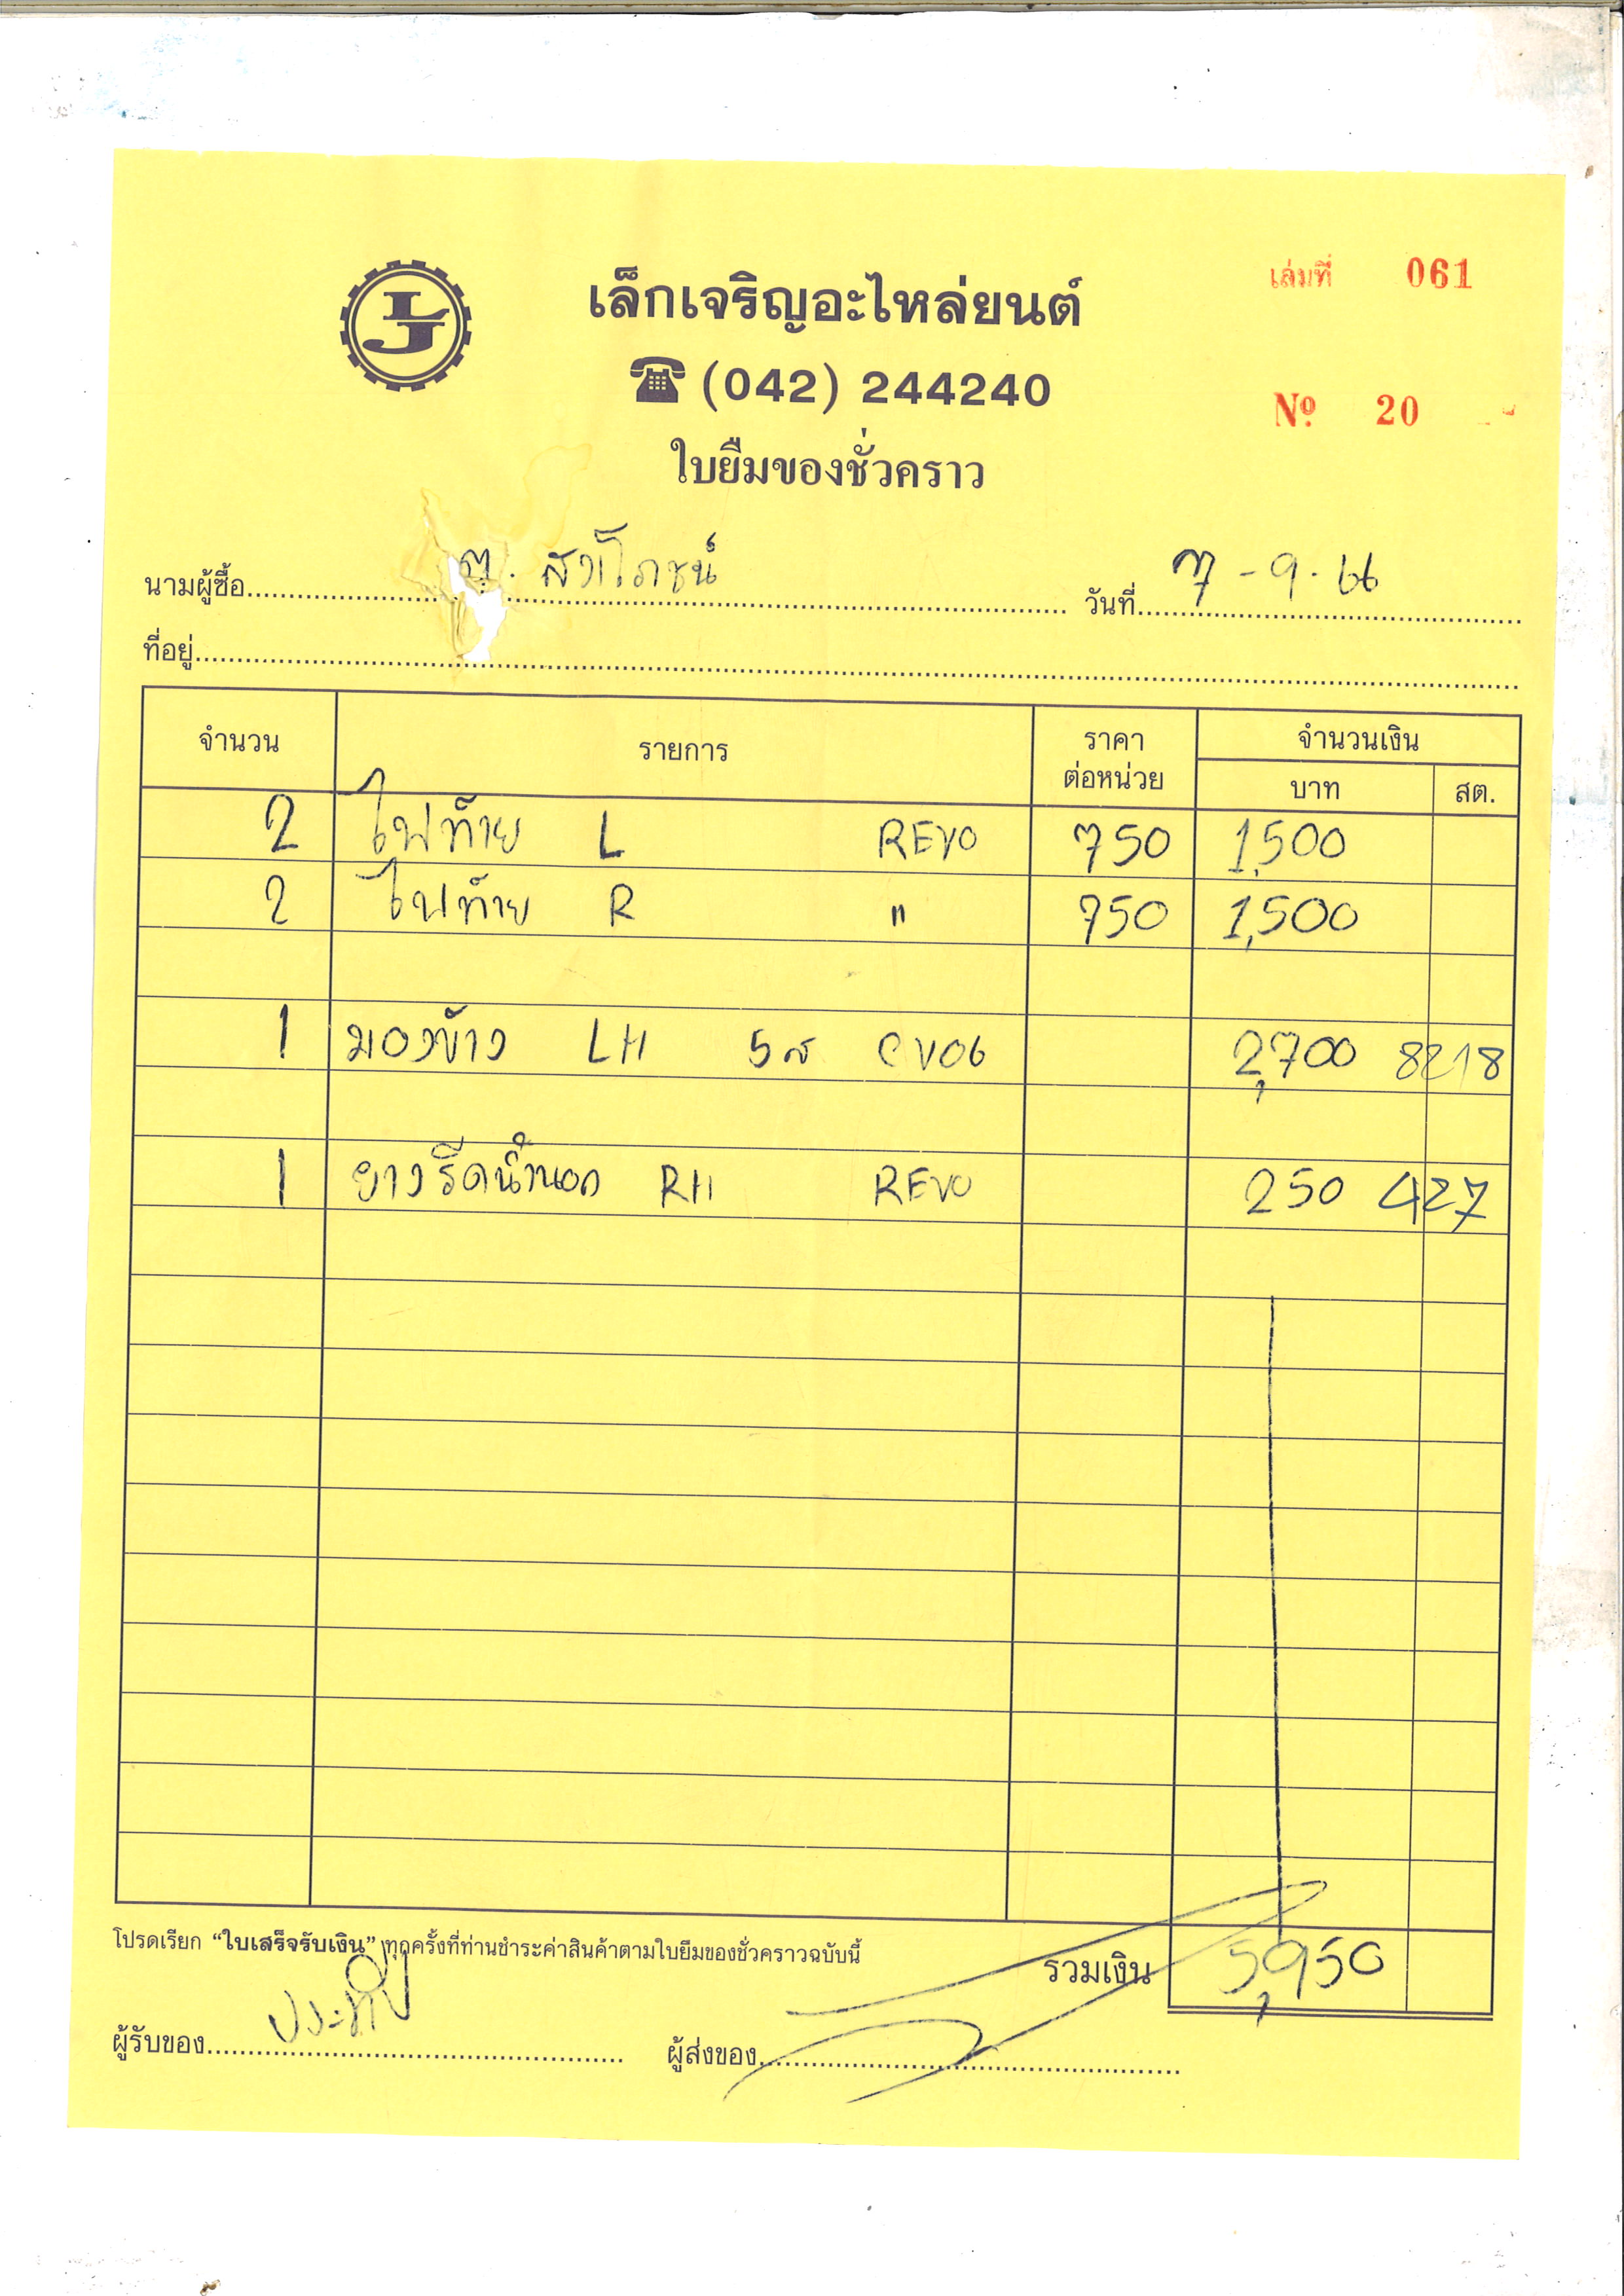 LJ
เล็กเจริญอะไหล่ยนต์
เล่มที่ 061
(042) 244240
Nº 20
ใบยืมของชั่วคราว
นามผู้ซื้อ วันที่ 7-9-66
ที่อยู่
จำนวน รายการ ราคา ต่อหน่วย จำนวนเงิน
บาท สต.
2 ไฟท้าย L REVO 750 1,500
2 ไฟท้าย R " 750 1,500
1 มองข้าง LH 5ส CV06 2,700 8218
1 ยางรีดน้ำนอก RH REVO 250 427
โปรดเรียก “ใบเสร็จรับเงิน” ทุกครั้งที่ท่านชำระค่าสินค้าตามใบยืมของชั่วคราวฉบับนี้
รวมเงิน 5,950
ผู้รับของ ผู้ส่งของ